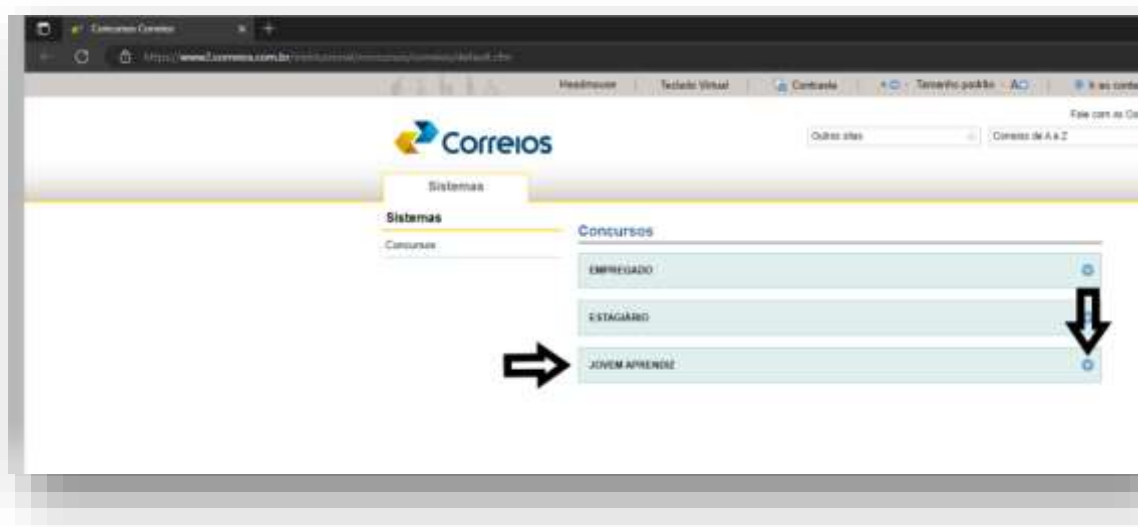 Concursos Correios
Headmouse
Teclado Virtual
Contraste
Tamanho padrão
Fale com os
Correios
Outros sites
Correios de A a Z
Sistemas
Sistemas
Concursos
Concursos
EMPREGADO
ESTAGIÁRIO
JOVEM APRENDIZ